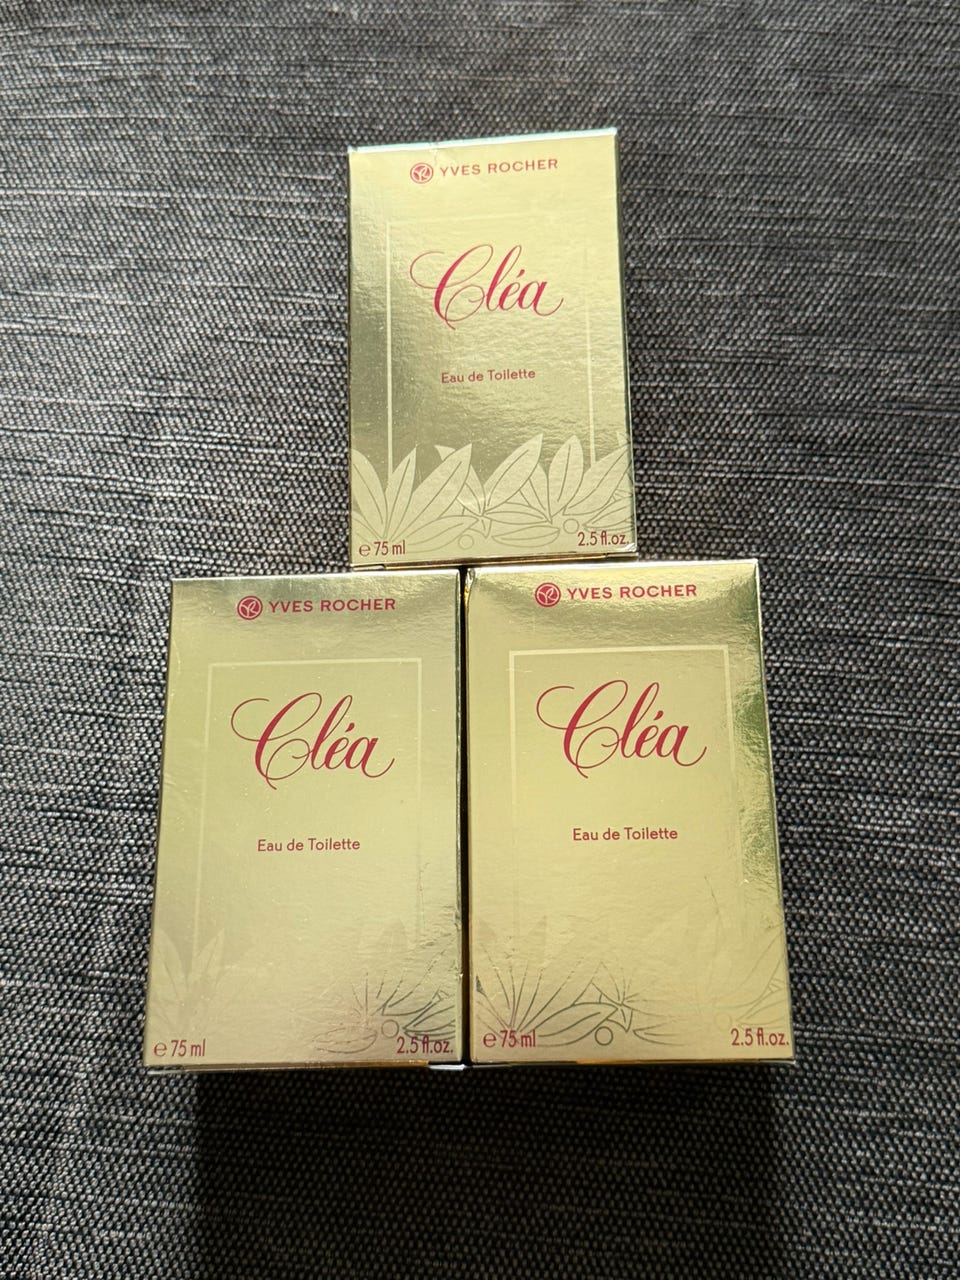 YVES ROCHER
Cléa
Eau de Toilette
℮ 75 ml 2.5 fl.oz.
YVES ROCHER
Cléa
Eau de Toilette
℮ 75 ml 2.5 fl.oz.
YVES ROCHER
Cléa
Eau de Toilette
℮ 75 ml 2.5 fl.oz.